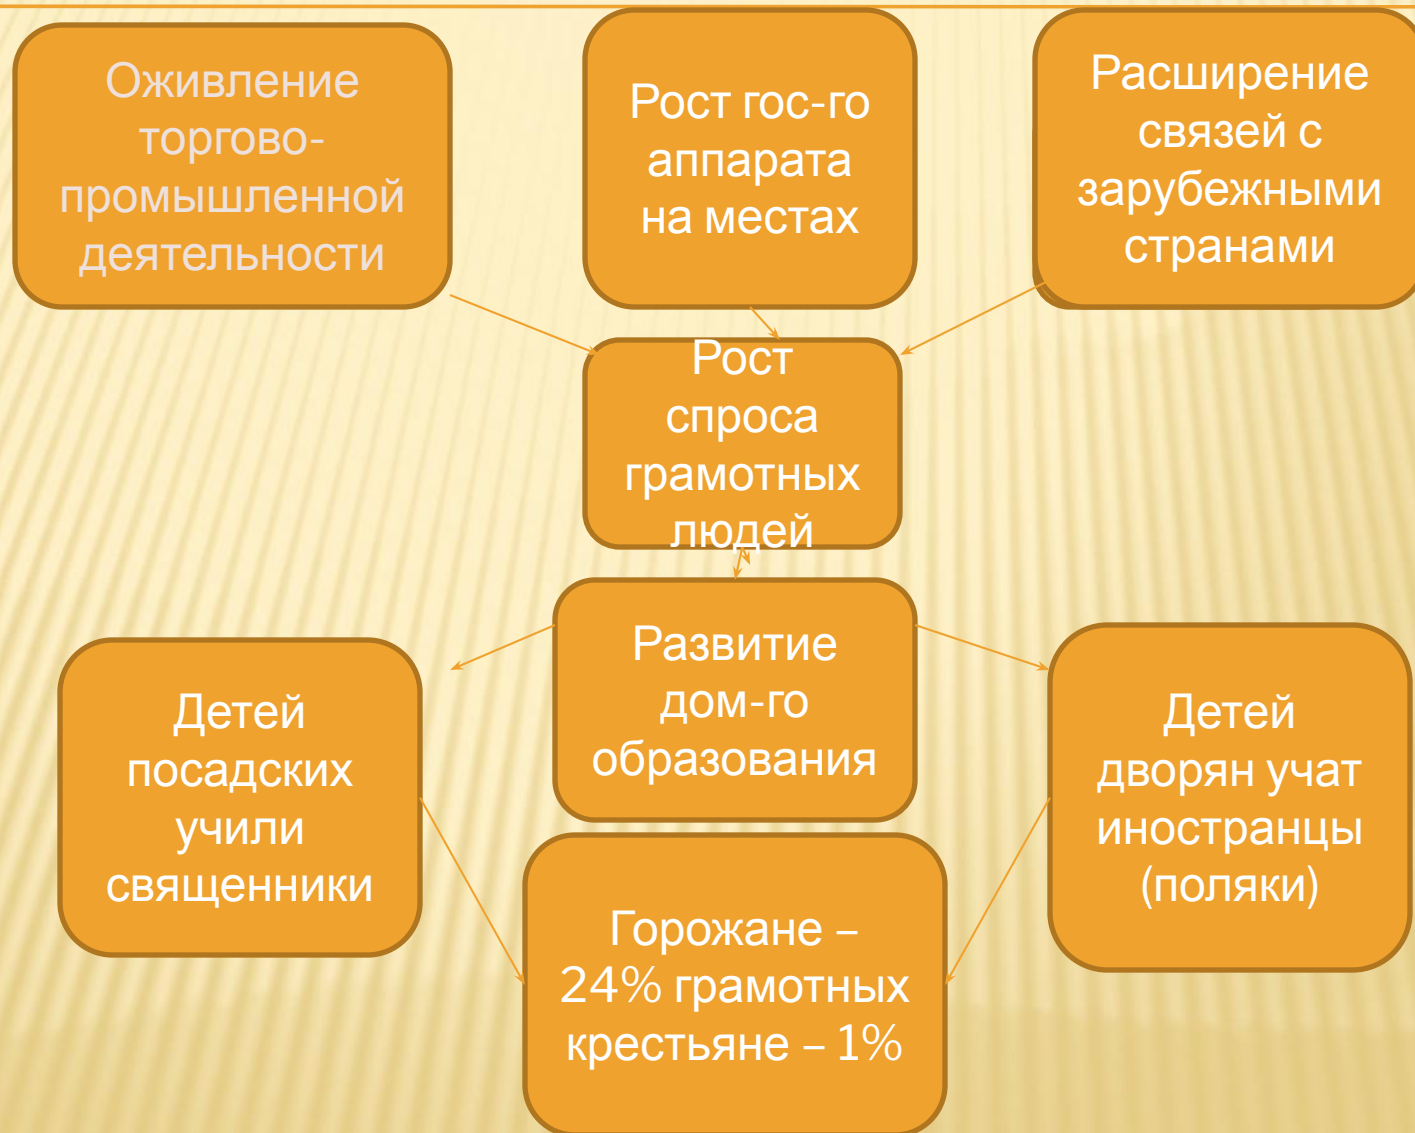 Оживление
торгово-
промышленной
деятельности
Рост гос-го
аппарата
на местах
Расширение
связей с
зарубежными
странами
Рост
спроса
грамотных
людей
Развитие
дом-го
образования
Детей
посадских
учили
священники
Детей
дворян учат
иностранцы
(поляки)
Горожане –
24% грамотных
крестьяне – 1%